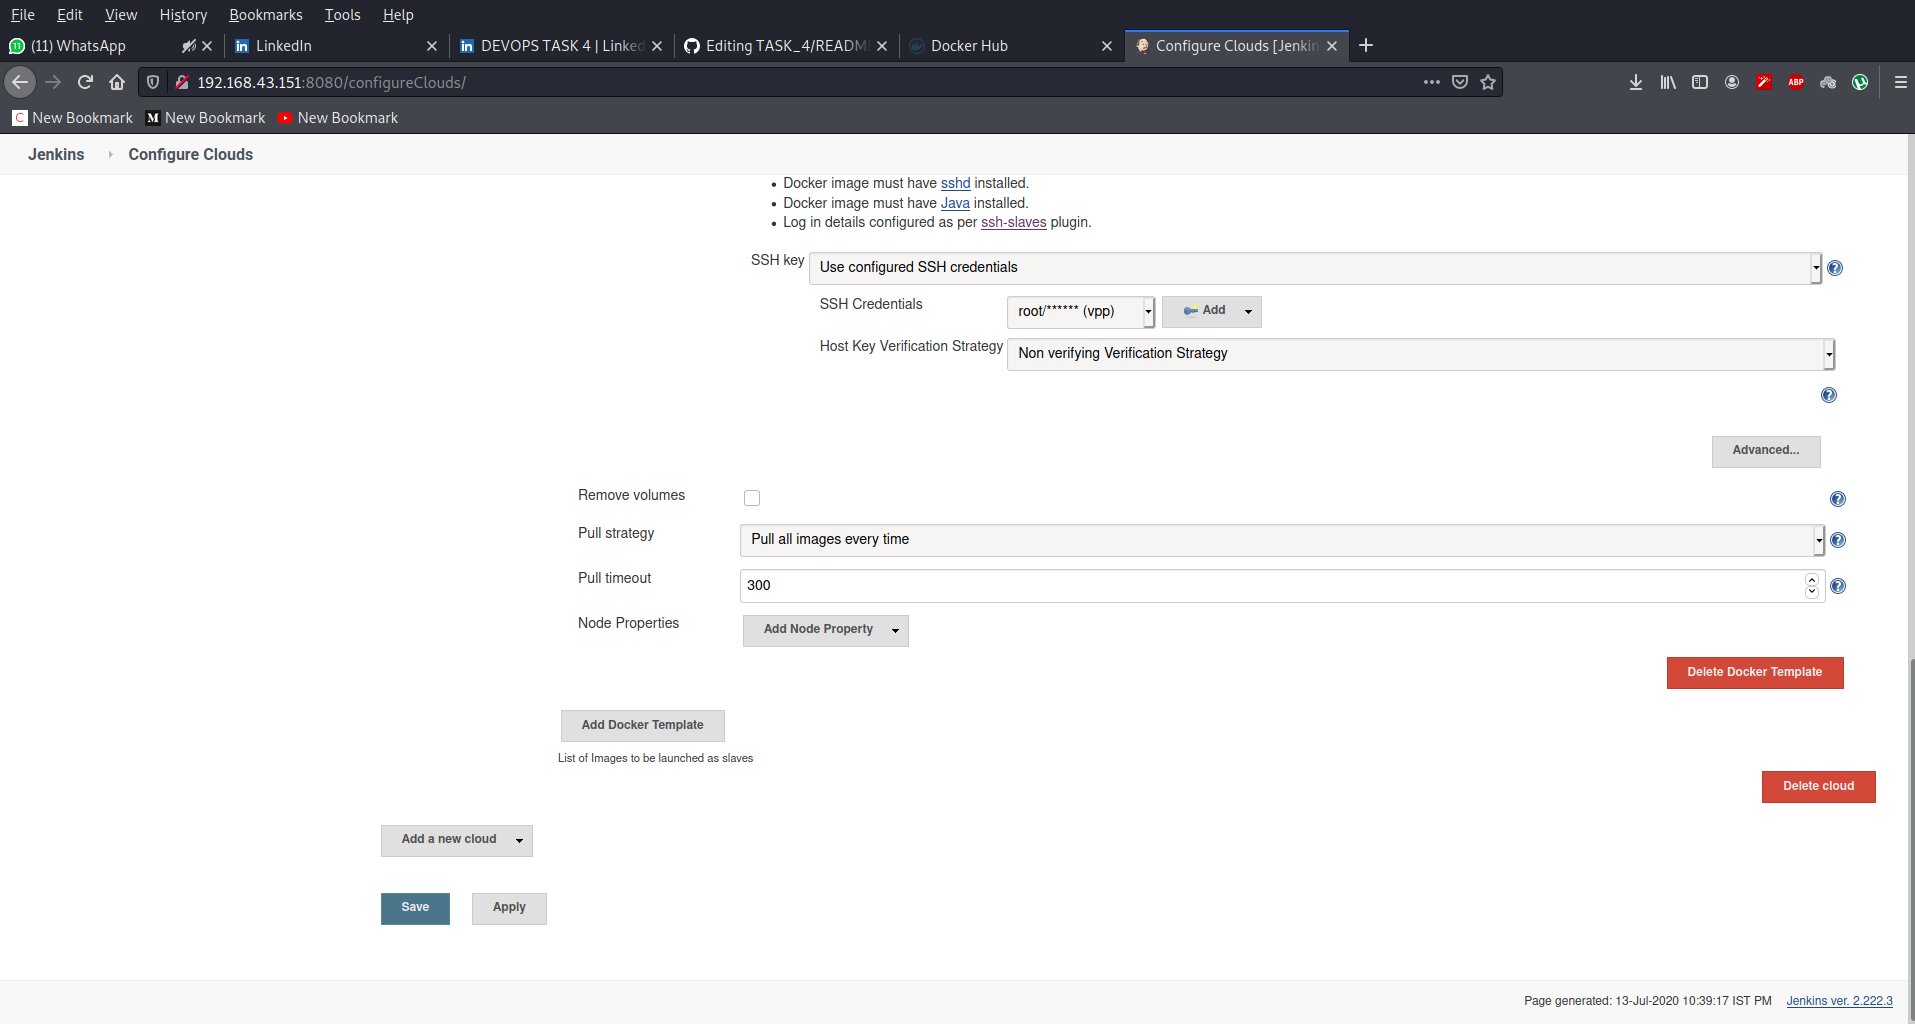 File Edit View History Bookmarks Tools Help
(11) WhatsApp LinkedIn DEVOPS TASK 4 | Linked Editing TASK_4/READM Docker Hub Configure Clouds [Jenkin
192.168.43.151:8080/configureClouds/
ABP
New Bookmark New Bookmark New Bookmark
Jenkins Configure Clouds
Docker image must have sshd installed.
Docker image must have Java installed.
Log in details configured as per ssh-slaves plugin.
SSH key Use configured SSH credentials
SSH Credentials root/****** (vpp) Add
Host Key Verification Strategy Non verifying Verification Strategy
Advanced...
Remove volumes
Pull strategy Pull all images every time
Pull timeout 300
Node Properties Add Node Property
Delete Docker Template
Add Docker Template
List of Images to be launched as slaves
Delete cloud
Add a new cloud
Save Apply
Page generated: 13-Jul-2020 10:39:17 IST PM Jenkins ver. 2.222.3